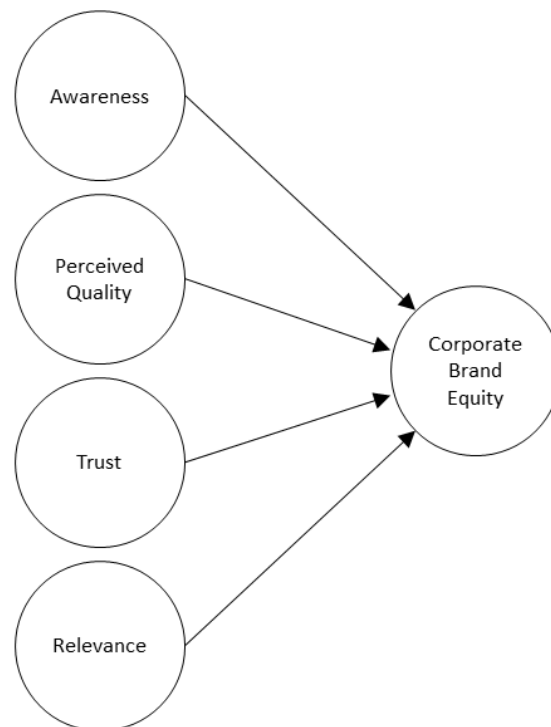 Awareness
Perceived
Quality
Corporate
Brand
Equity
Trust
Relevance